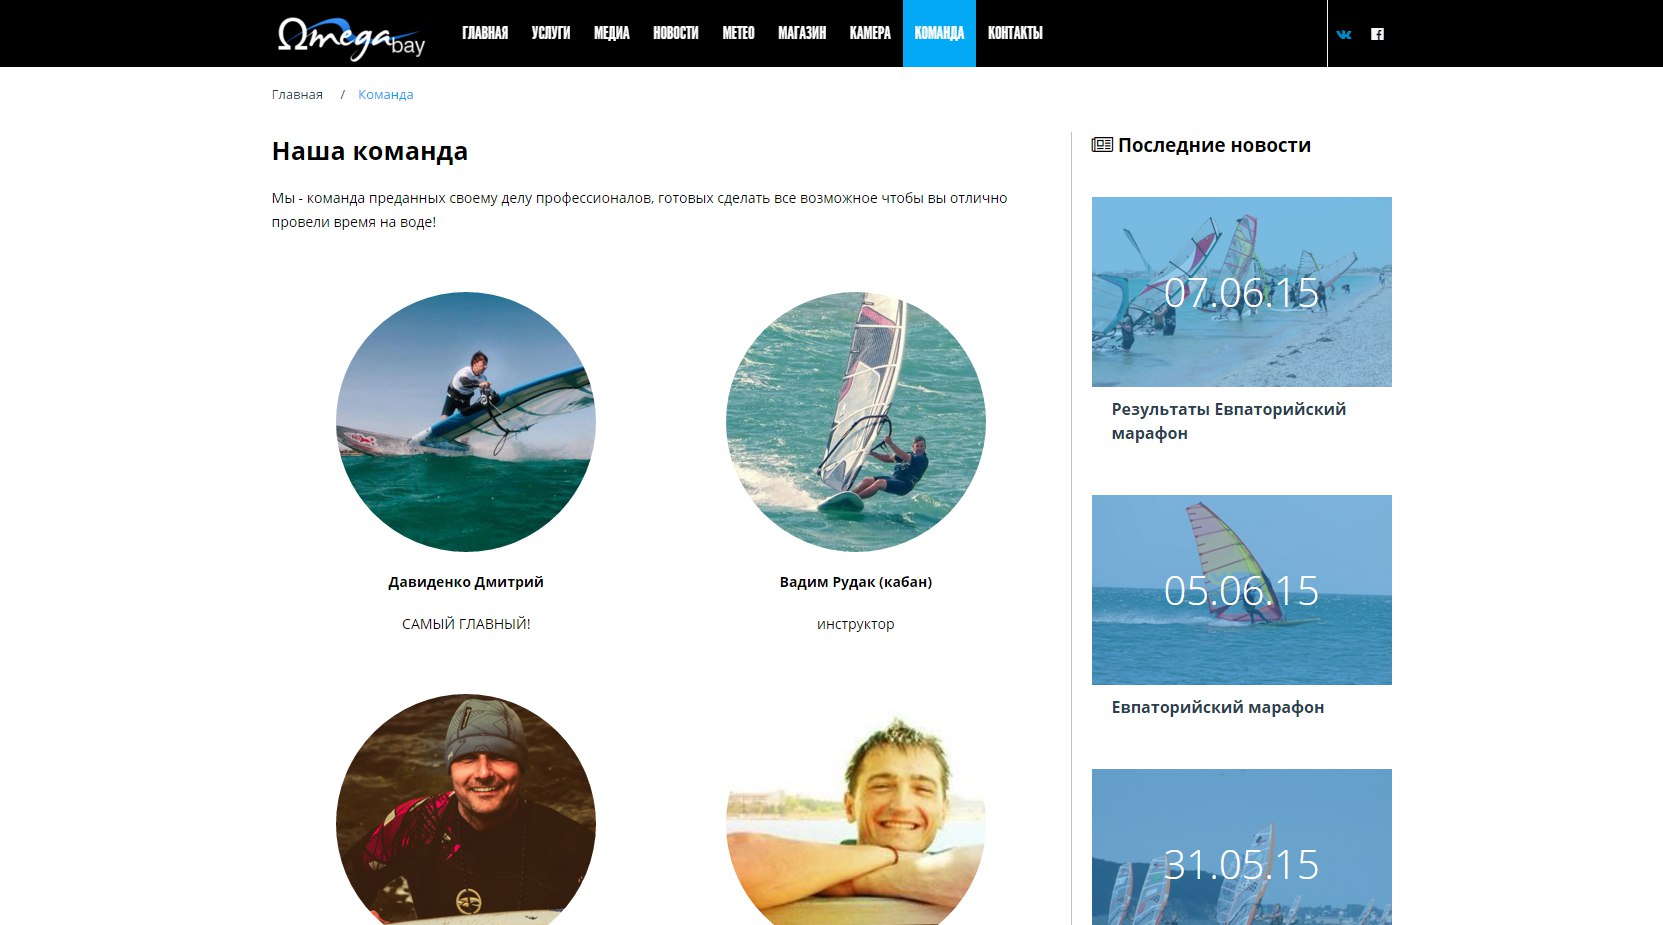 Ωmega bay
ГЛАВНАЯ УСЛУГИ МЕДИА НОВОСТИ МЕТЕО МАГАЗИН КАМЕРА КОМАНДА КОНТАКТЫ
Главная / Команда
Наша команда
Мы - команда преданных своему делу профессионалов, готовых сделать все возможное чтобы вы отлично
провели время на воде!
Давиденко Дмитрий
САМЫЙ ГЛАВНЫЙ!
Вадим Рудак (кабан)
инструктор
Последние новости
07.06.15
Результаты Евпаторийский
марафон
05.06.15
Евпаторийский марафон
31.05.15